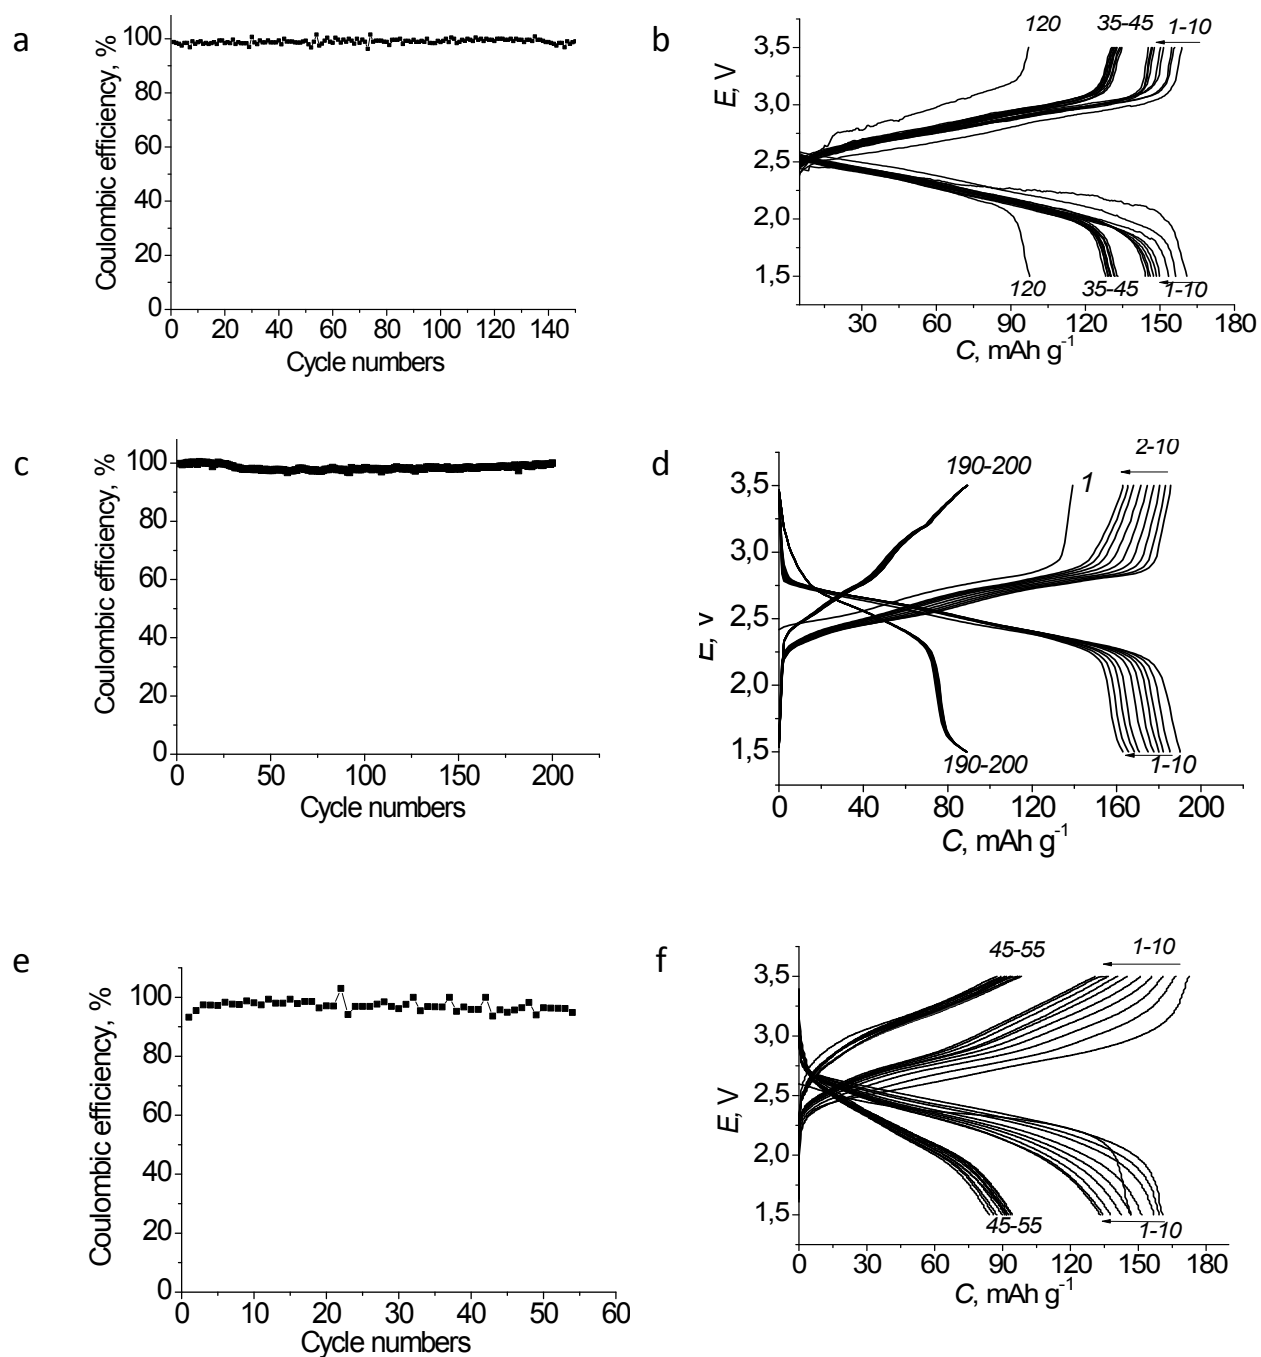 a
Coulombic efficiency, %
100
80
60
40
20
0
0 20 40 60 80 100 120 140
Cycle numbers
b
E, V
3,5
3,0
2,5
2,0
1,5
120 35-45 1-10
120 35-45 1-10
30 60 90 120 150 180
C, mAh g-1
c
Coulombic efficiency, %
100
80
60
40
20
0
0 50 100 150 200
Cycle numbers
d
E, v
3,5
3,0
2,5
2,0
1,5
2-10
190-200 1
190-200 1-10
0 40 80 120 160 200
C, mAh g-1
e
Coulombic efficiency, %
100
80
60
40
20
0
0 10 20 30 40 50 60
Cycle numbers
f
E, V
3,5
3,0
2,5
2,0
1,5
45-55 1-10
45-55 1-10
0 30 60 90 120 150 180
C, mAh g-1